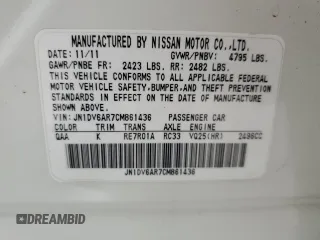 MANUFACTURED BY NISSAN MOTOR CO.,LTD.
DATE: 11/11 GVWR/PNBV: 4795 LBS.
GAWR/PNBE FR: 2423 LBS. RR: 2482 LBS.
THIS VEHICLE CONFORMS TO ALL APPLICABLE FEDERAL
MOTOR VEHICLE SAFETY,BUMPER,AND THEFT PREVENTION
STANDARDS IN EFFECT ON THE DATE OF MANUFACTURE
SHOWN ABOVE.
VIN: JN1DV6AR7CM861436 PASSENGER CAR
COLOR TRIM TRANS AXLE ENGINE
QAA K RE7R01A RC33 VQ25(HR) 2495CC
JN1DV6AR7CM861436